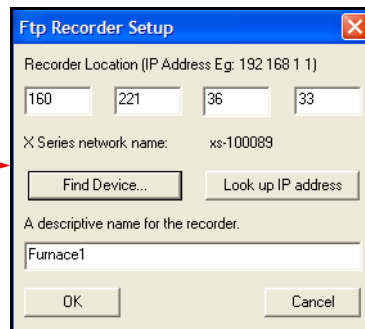 Ftp Recorder Setup
Recorder Location (IP Address Eg: 192 168 1 1)
160 221 36 33
X Series network name: xs-100089
Find Device... Look up IP address
A descriptive name for the recorder.
Furnace1
OK Cancel